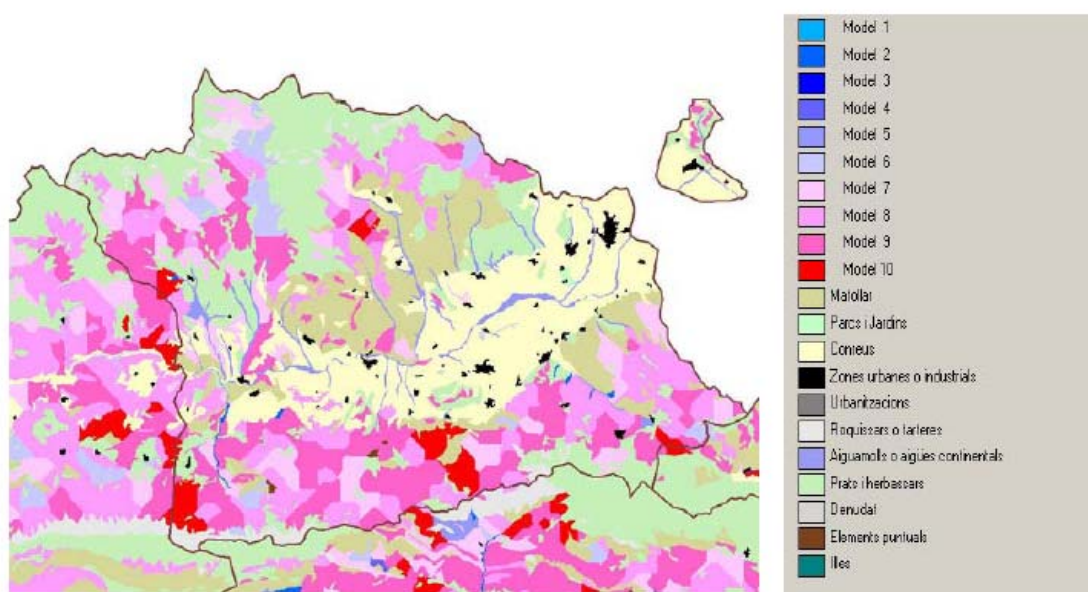 Model 1
Model 2
Model 3
Model 4
Model 5
Model 6
Model 7
Model 8
Model 9
Model 10
Matollar
Parcs i Jardins
Conreus
Zones urbanes o industrials
Urbanitzacions
Roquissars o tarteres
Aiguamolls o aigües continentals
Prats i herbassars
Denudat
Elements puntuals
Illes